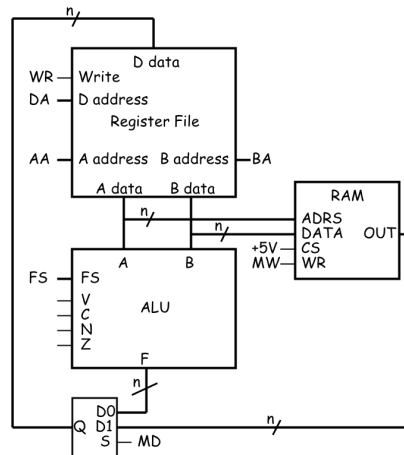 n
D data
WR Write
DA D address
Register File
AA A address B address BA
A data B data
RAM
n ADRS
n DATA OUT
+5V CS
MW WR
A B
FS FS
V
ALU
C
N
Z
F
n
D0
Q D1 n
S MD